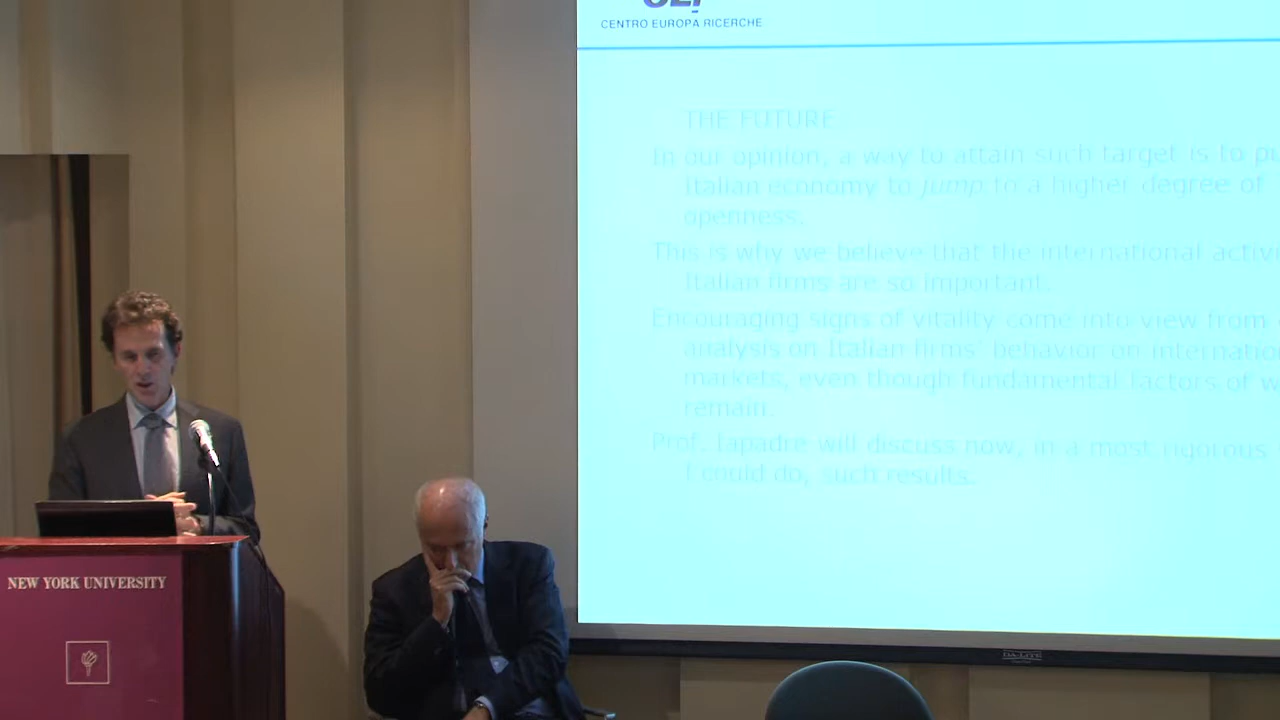 CENTRO EUROPA RICERCHE
THE FUTURE
In our opinion, a way to attain such target is to
Italian economy to jump to a higher degree of
openness.
This is why we believe that the international
Italian firms are so important.
Encouraging signs of vitality come into view from
analysis on Italian firms' behavior on
markets, even though fundamental factors of
remain.
Prof. Iapadre will discuss now, in a most rigorous
do, such results.
NEW YORK UNIVERSITY
DA-LITE